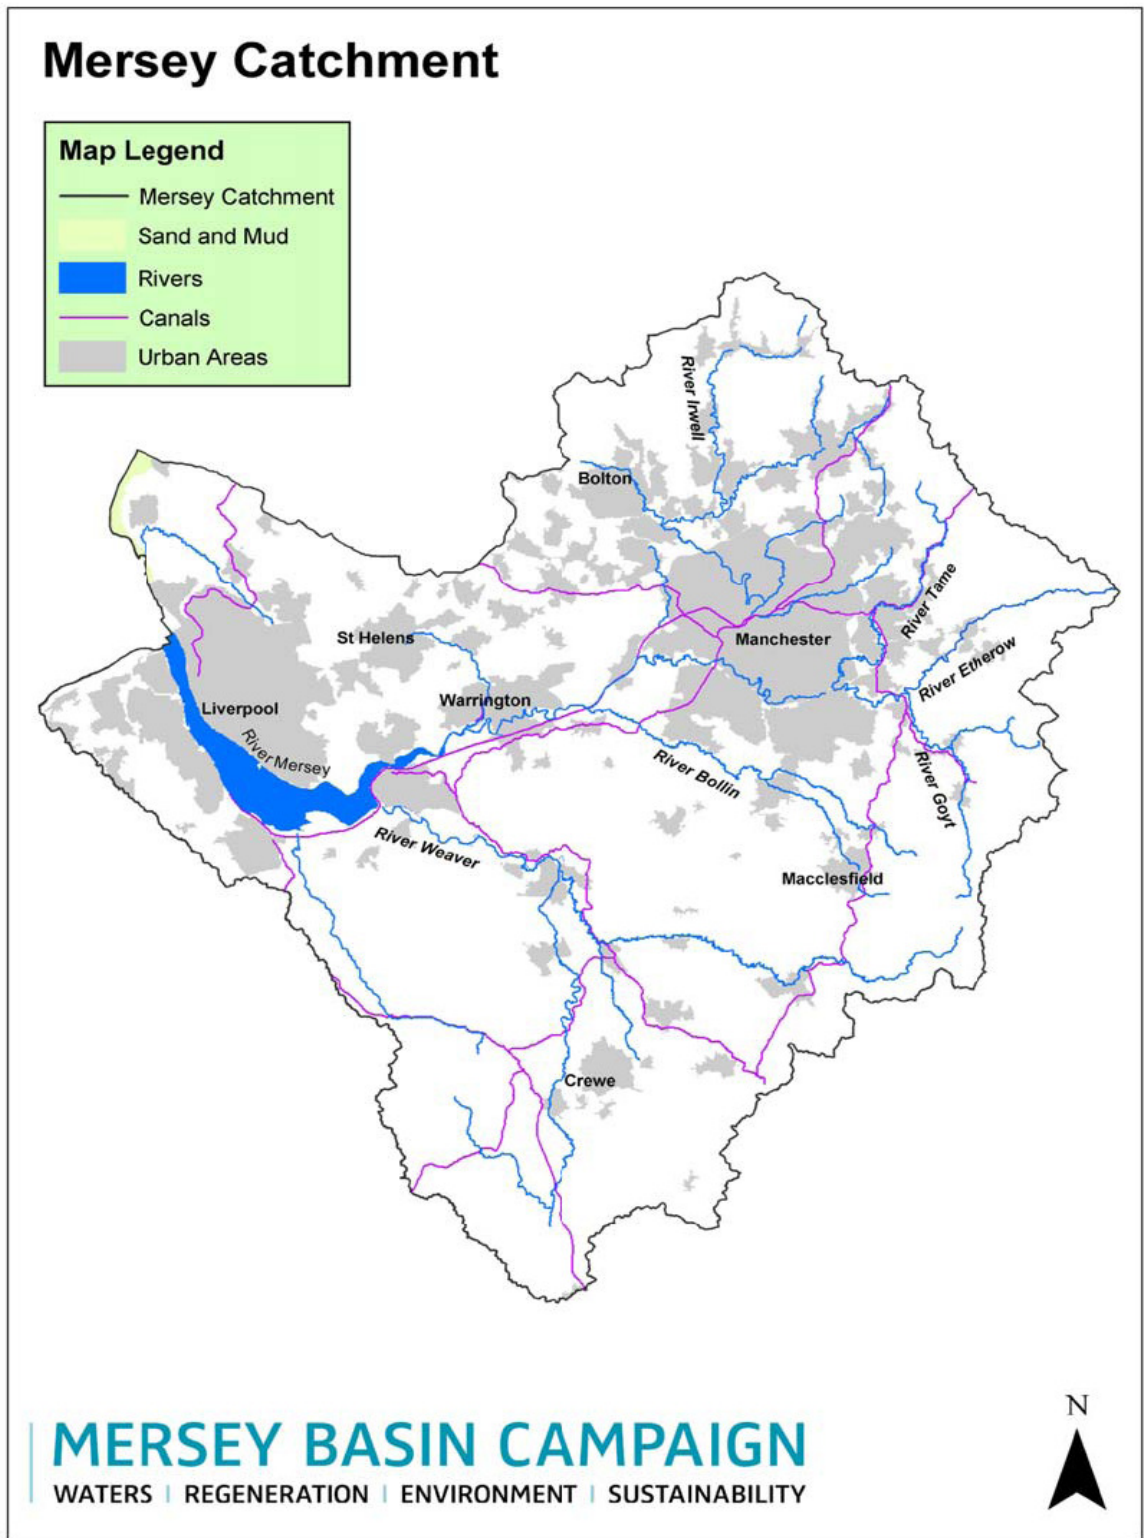 Mersey Catchment
Map Legend
Mersey Catchment
Sand and Mud
Rivers
Canals
Urban Areas
River Irwell
Bolton
River Tame
St Helens
Manchester
River Etherow
Warrington
Liverpool
River Mersey
River Bollin
River Goyt
River Weaver
Macclesfield
Crewe
N
MERSEY BASIN CAMPAIGN
WATERS | REGENERATION | ENVIRONMENT | SUSTAINABILITY